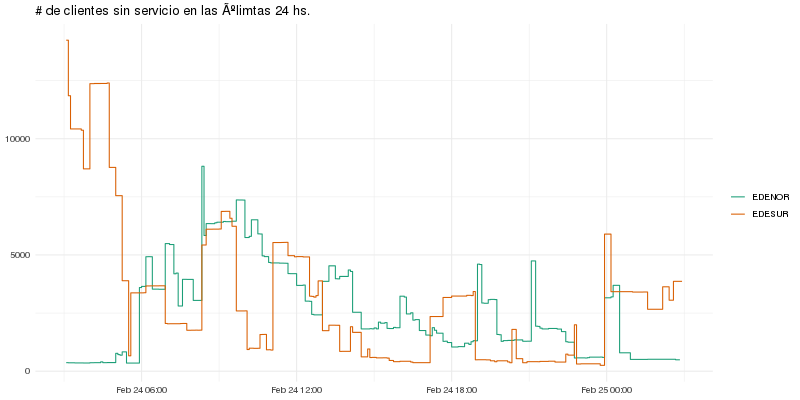 # de clientes sin servicio en las Ãºlimtas 24 hs.
10000
5000
0
Feb 24 06:00
Feb 24 12:00
Feb 24 18:00
Feb 25 00:00
EDENOR
EDESUR